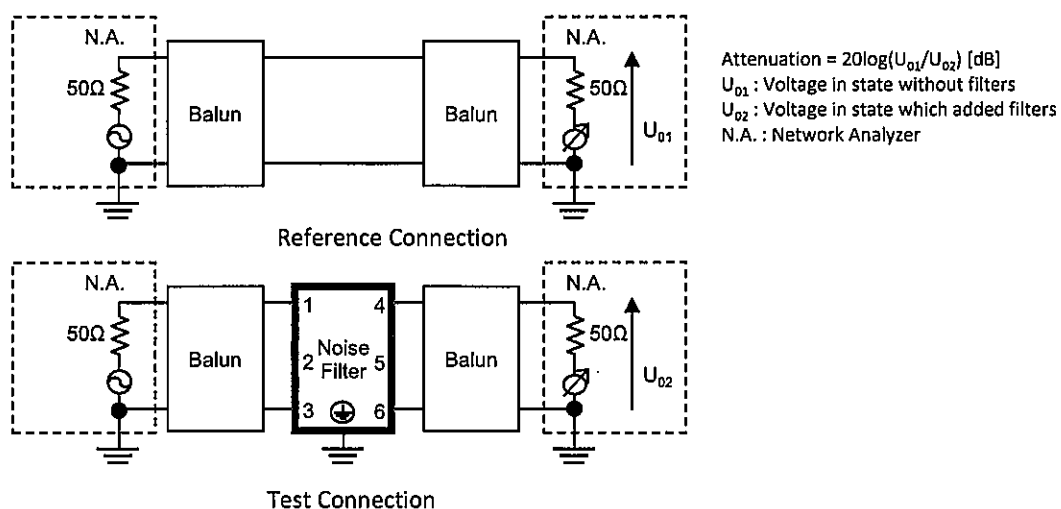 N.A.
50Ω
Balun
Balun
N.A.
50Ω
U01
Attenuation = 20log(U01/U02) [dB]
U01 : Voltage in state without filters
U02 : Voltage in state which added filters
N.A. : Network Analyzer
Reference Connection
N.A.
50Ω
Balun
1 4
2 Noise Filter 5
3 6
Balun
N.A.
50Ω
U02
Test Connection